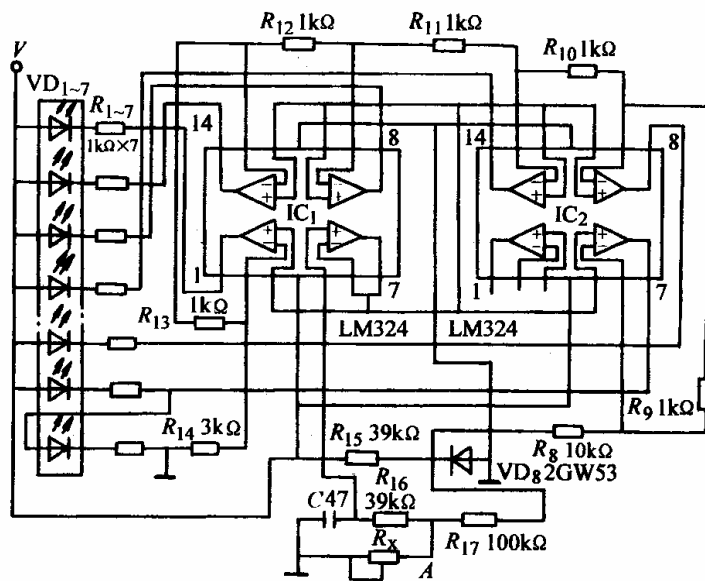 R12 1kΩ
R11 1kΩ
R10 1kΩ
V
VD1~7
R1~7
1kΩ×7
14
8
14
8
IC1
IC2
1
7
1
7
1kΩ
R13
LM324
LM324
R9 1kΩ
R14 3kΩ
R15 39kΩ
R8 10kΩ
VD8 2GW53
R16
39kΩ
C47
RX
A
R17 100kΩ